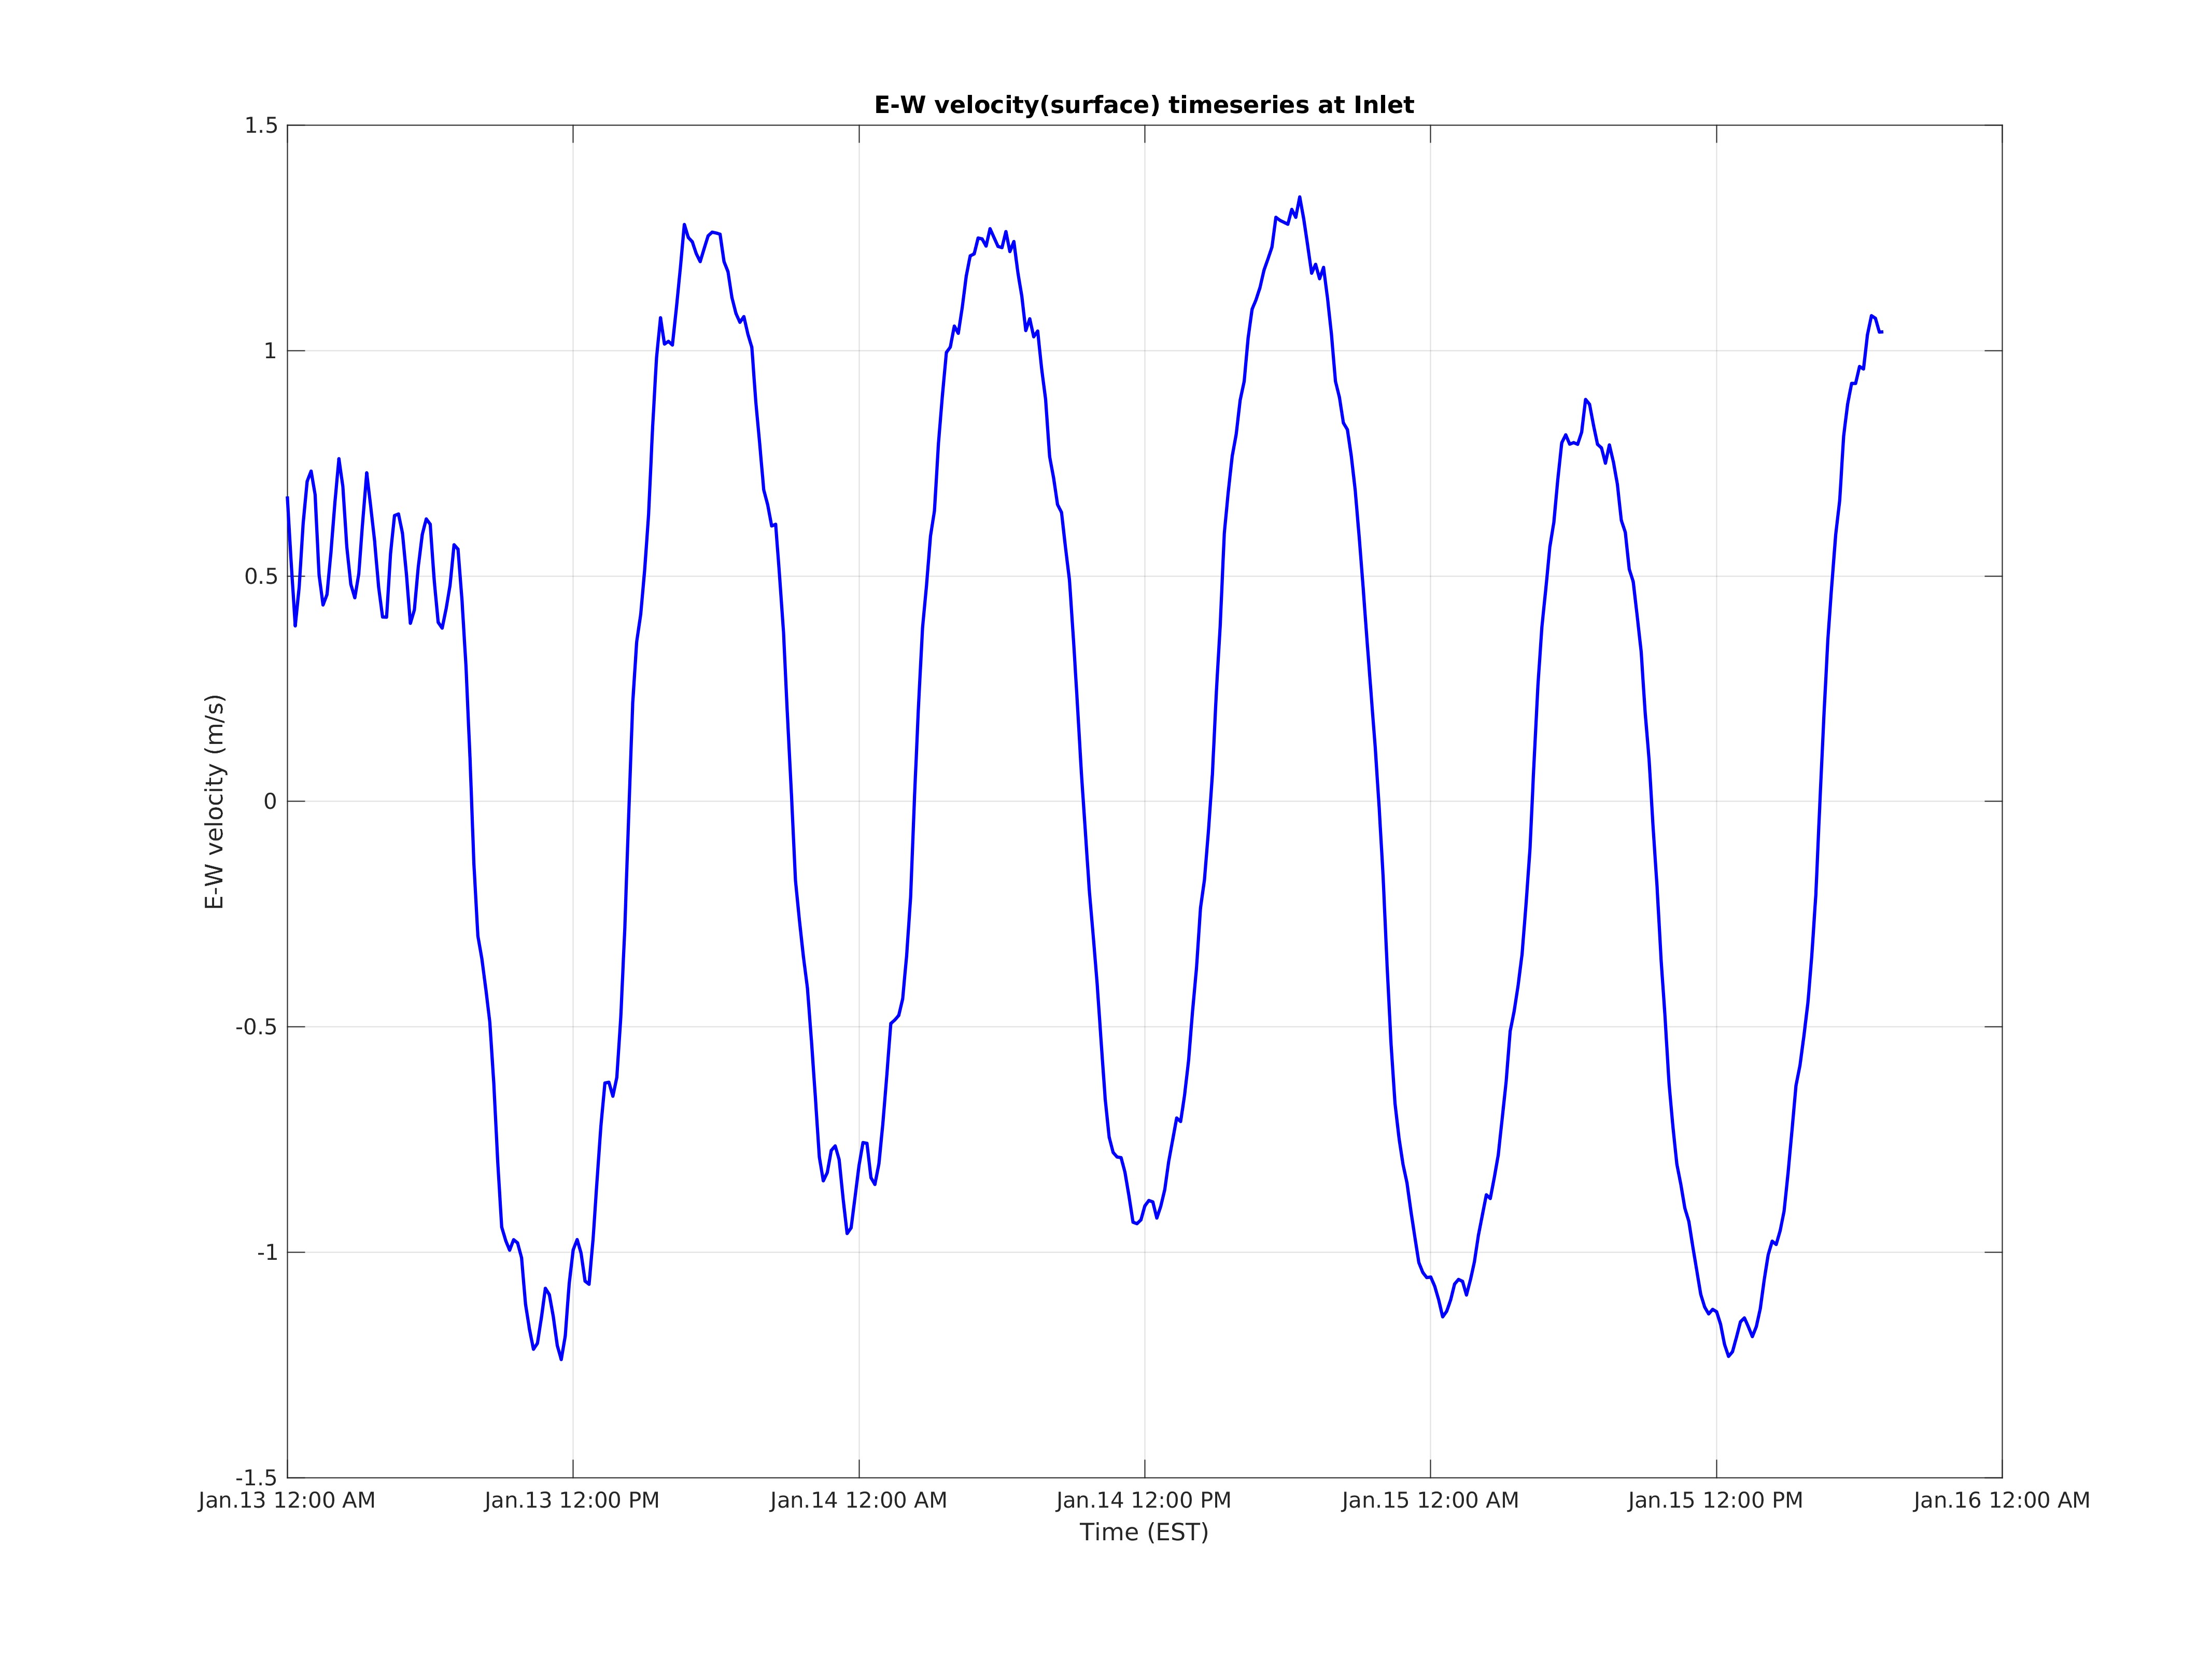 E-W velocity(surface) timeseries at Inlet
1.5
1
0.5
0
-0.5
-1
-1.5
E-W velocity (m/s)
Jan.13 12:00 AM
Jan.13 12:00 PM
Jan.14 12:00 AM
Jan.14 12:00 PM
Jan.15 12:00 AM
Jan.15 12:00 PM
Jan.16 12:00 AM
Time (EST)